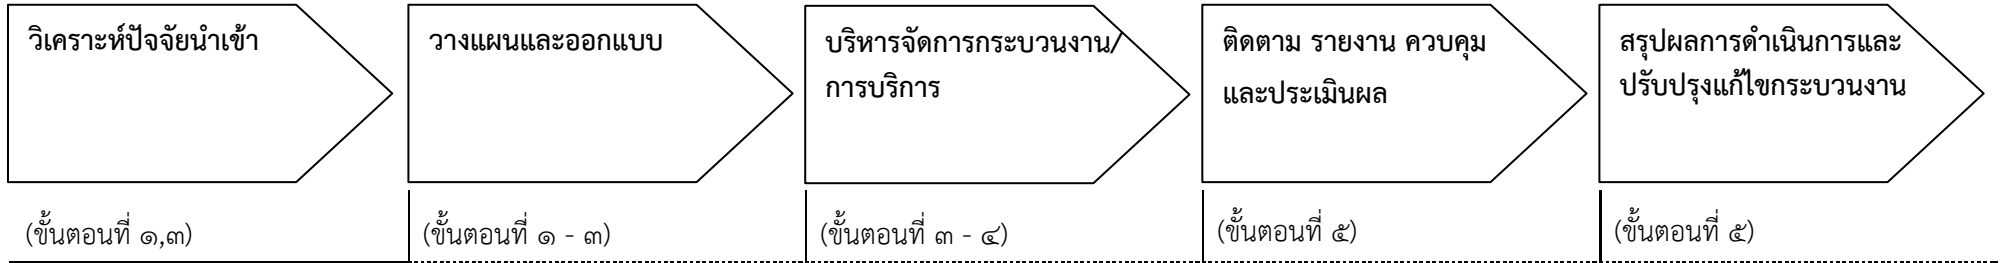 วิเคราะห์ปัจจัยนำเข้า
วางแผนและออกแบบ
บริหารจัดการกระบวนงาน/
การบริการ
ติดตาม รายงาน ควบคุม
และประเมินผล
สรุปผลการดำเนินการและ
ปรับปรุงแก้ไขกระบวนงาน
(ขั้นตอนที่ ๑,๓)
(ขั้นตอนที่ ๑ - ๓)
(ขั้นตอนที่ ๓ - ๔)
(ขั้นตอนที่ ๕)
(ขั้นตอนที่ ๕)